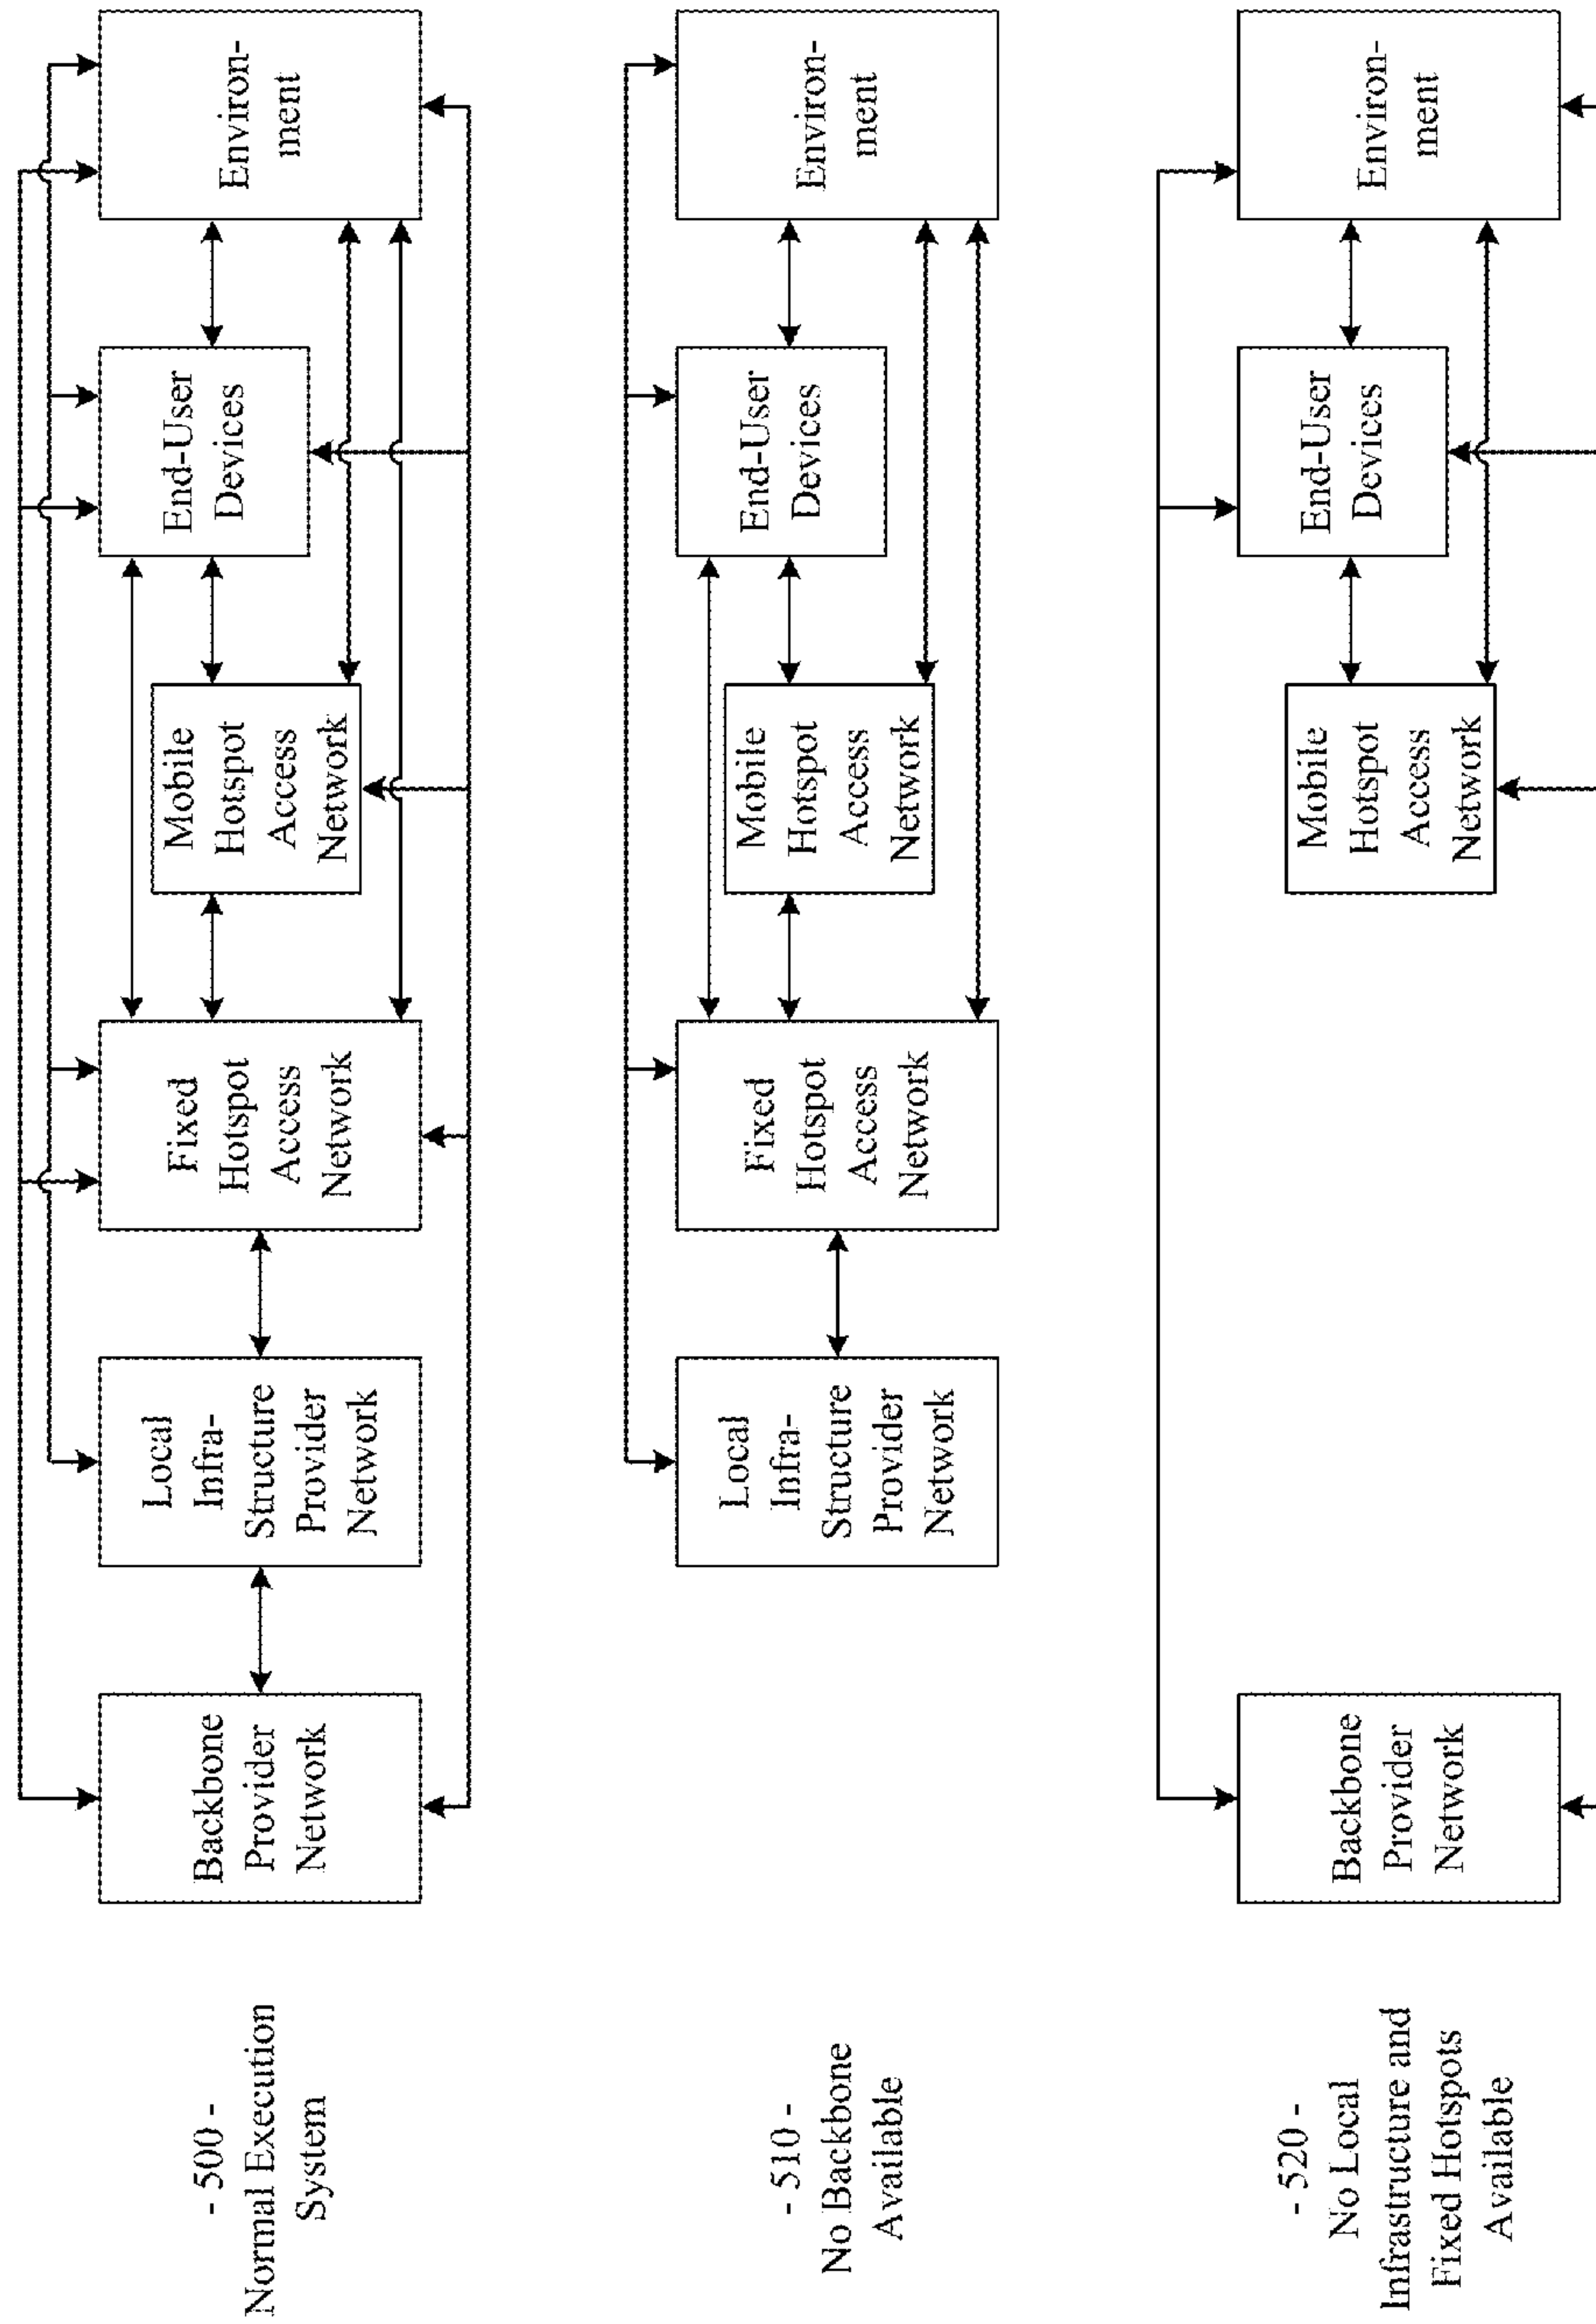 - 500 -
Normal Execution
System
Backbone
Provider
Network
Local
Infra-
Structure
Provider
Network
Fixed
Hotspot
Access
Network
Mobile
Hotspot
Access
Network
End-User
Devices
Environ-
ment
- 510 -
No Backbone
Available
Local
Infra-
Structure
Provider
Network
Fixed
Hotspot
Access
Network
Mobile
Hotspot
Access
Network
End-User
Devices
Environ-
ment
- 520 -
No Local
Infrastructure and
Fixed Hotspots
Available
Backbone
Provider
Network
Mobile
Hotspot
Access
Network
End-User
Devices
Environ-
ment